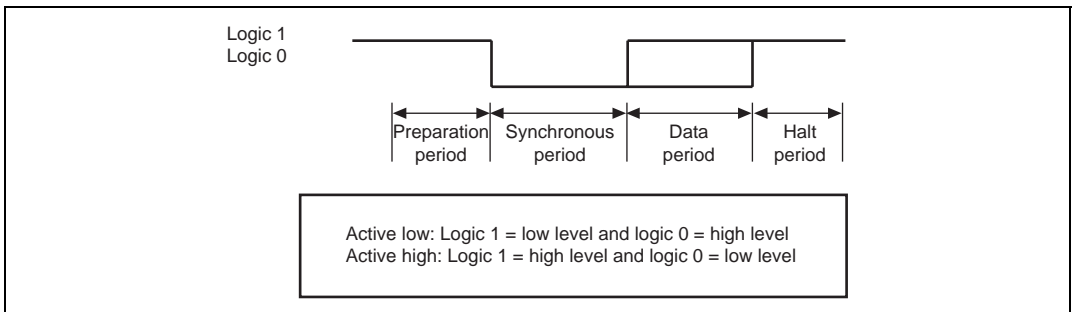 Logic 1
Logic 0
Preparation period
Synchronous period
Data period
Halt period
Active low: Logic 1 = low level and logic 0 = high level
Active high: Logic 1 = high level and logic 0 = low level